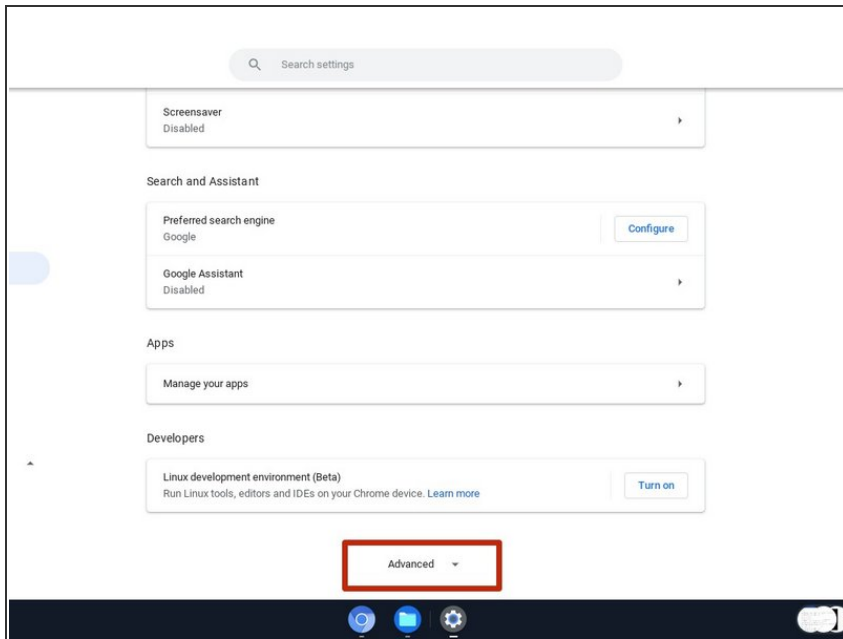 Search settings
Screensaver
Disabled
Search and Assistant
Preferred search engine
Google
Configure
Google Assistant
Disabled
Apps
Manage your apps
Developers
Linux development environment (Beta)
Run Linux tools, editors and IDEs on your Chrome device. Learn more
Turn on
Advanced